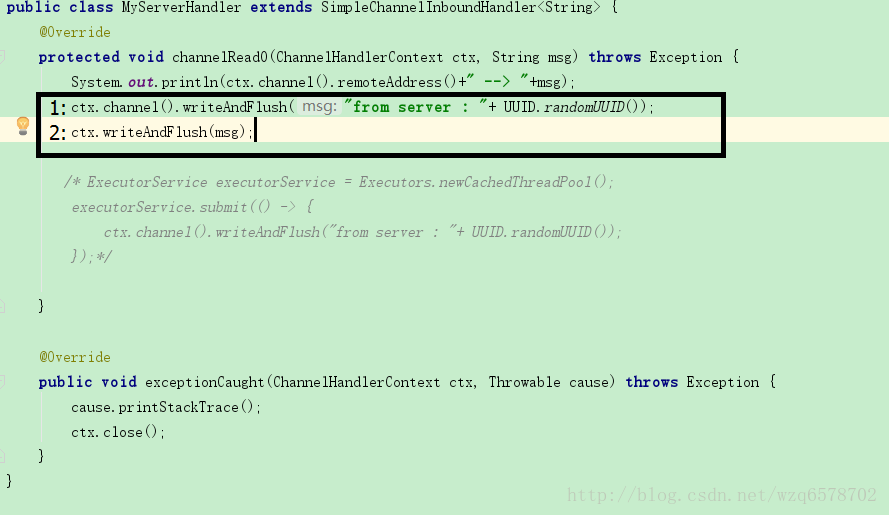 public class MyServerHandler extends SimpleChannelInboundHandler<String> {
@Override
protected void channelRead0(ChannelHandlerContext ctx, String msg) throws Exception {
System.out.println(ctx.channel().remoteAddress()+" --> "+msg);
1: ctx.channel().writeAndFlush( msg: "from server : "+ UUID.randomUUID());
2: ctx.writeAndFlush(msg);
/* ExecutorService executorService = Executors.newCachedThreadPool();
executorService.submit(() -> {
ctx.channel().writeAndFlush("from server : "+ UUID.randomUUID());
});*/
}
@Override
public void exceptionCaught(ChannelHandlerContext ctx, Throwable cause) throws Exception {
cause.printStackTrace();
ctx.close();
}
}
http://blog.csdn.net/wzq6578702